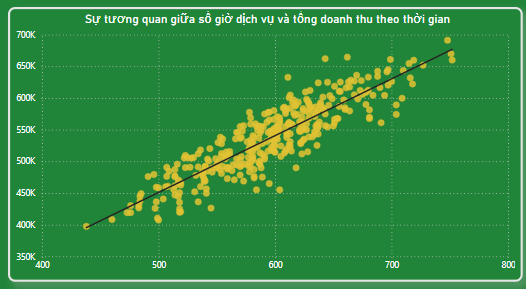 Sự tương quan giữa số giờ dịch vụ và tổng doanh thu theo thời gian
700K
650K
600K
550K
500K
450K
400K
350K
400 500 600 700 800